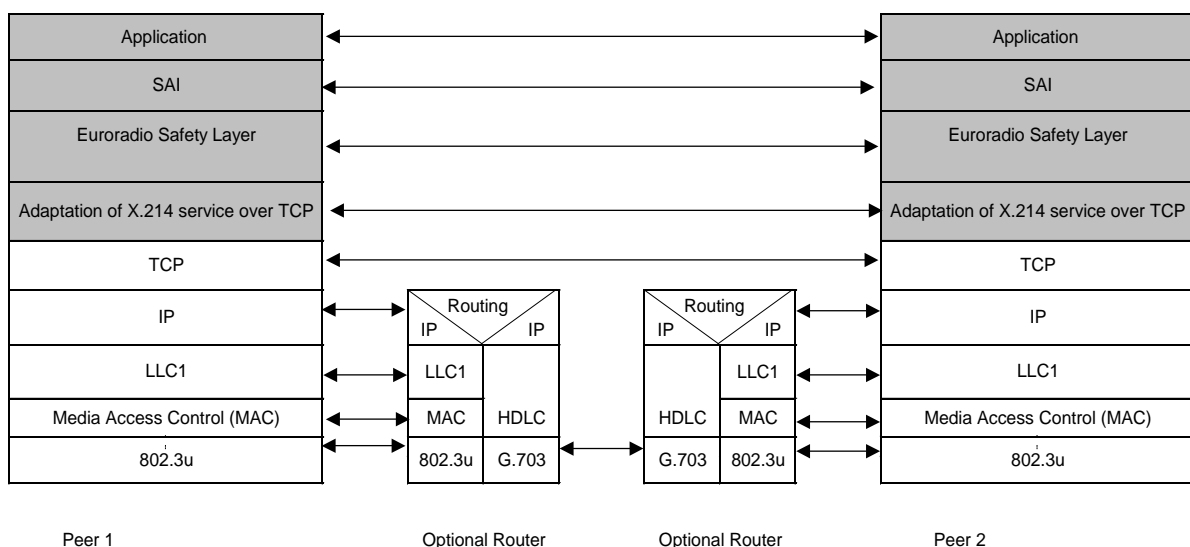 Application Application
SAI SAI
Euroradio Safety Layer Euroradio Safety Layer
Adaptation of X.214 service over TCP Adaptation of X.214 service over TCP
TCP TCP
Routing Routing
IP IP IP IP IP IP
LLC1 LLC1 LLC1 LLC1
Media Access Control (MAC) MAC HDLC HDLC MAC Media Access Control (MAC)
802.3u 802.3u G.703 G.703 802.3u 802.3u
Peer 1 Optional Router Optional Router Peer 2